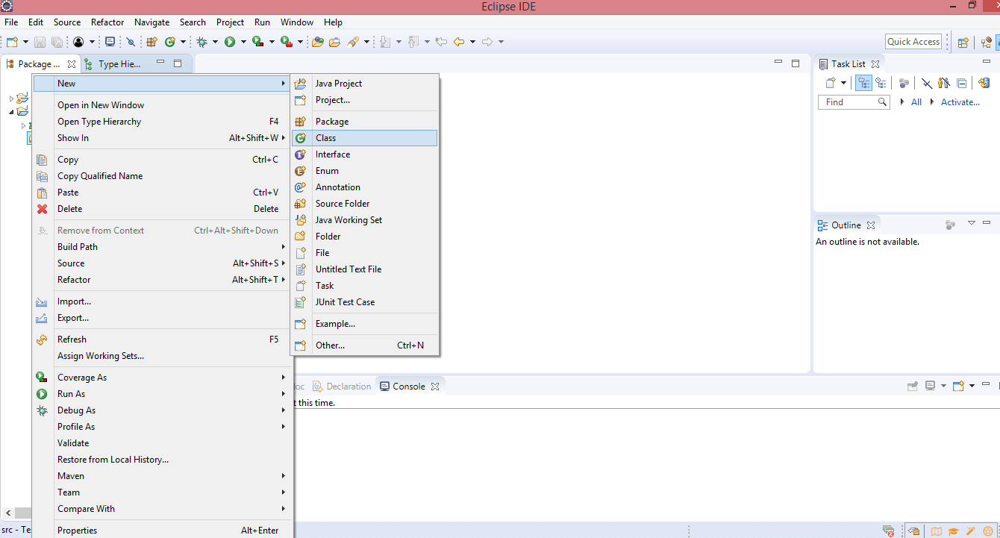 Eclipse IDE
File Edit Source Refactor Navigate Search Project Run Window Help
Quick Access
Package ... Type Hie...
Task List
New
Open in New Window
Open Type Hierarchy F4
Show In Alt+Shift+W
Copy Ctrl+C
Copy Qualified Name
Paste Ctrl+V
Delete Delete
Remove from Context Ctrl+Alt+Shift+Down
Build Path
Source Alt+Shift+S
Refactor Alt+Shift+T
Import...
Export...
Refresh F5
Assign Working Sets...
Coverage As
Run As
Debug As
Profile As
Validate
Restore from Local History...
Maven
Team
Compare With
Properties Alt+Enter
Java Project
Project...
Package
Class
Interface
Enum
Annotation
Source Folder
Java Working Set
Folder
File
Untitled Text File
Task
JUnit Test Case
Example...
Other... Ctrl+N
Find All Activate...
Outline
An outline is not available.
oc Declaration Console
t this time.
src - Te